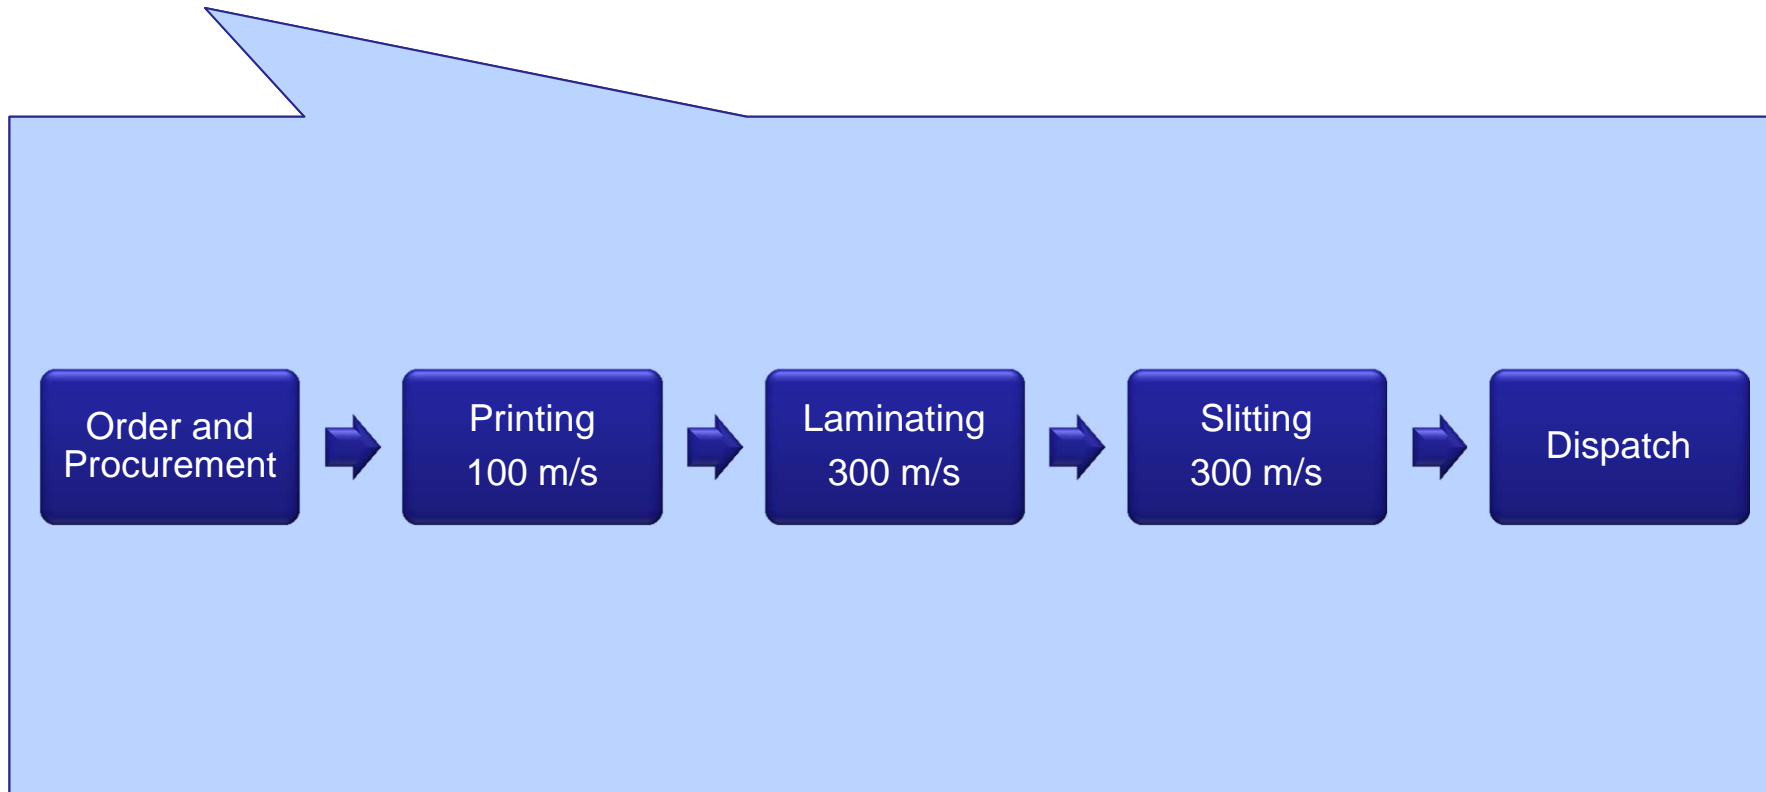 Order and
Procurement
Printing
100 m/s
Laminating
300 m/s
Slitting
300 m/s
Dispatch